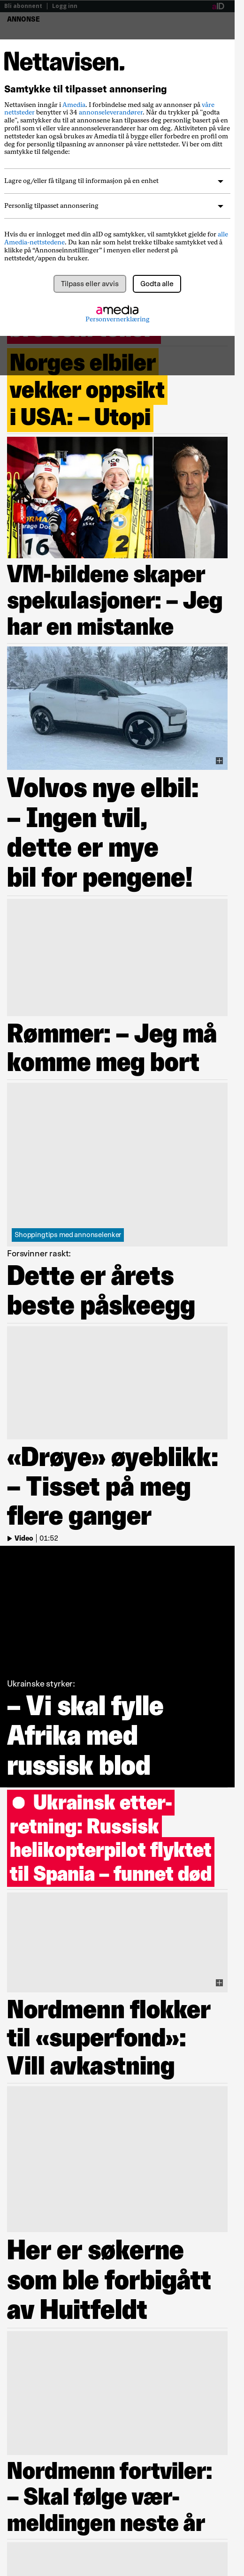 Bli abonnent | Logg inn
aID
ANNONSE
Nettavisen.
Samtykke til tilpasset annonsering
Nettavisen inngår i Amedia. I forbindelse med salg av annonser på våre
nettsteder benytter vi 34 annonseleverandører. Når du trykker på "godta
alle", samtykker du til at annonsene kan tilpasses deg personlig basert på en
profil som vi eller våre annonseleverandører har om deg. Aktiviteten på våre
nettsteder kan også brukes av Amedia til å bygge eller forbedre en profil om
deg for personlig tilpasning av annonser på våre nettsteder. Vi ber om ditt
samtykke til følgende:
Lagre og/eller få tilgang til informasjon på en enhet
Personlig tilpasset annonsering
Hvis du er innlogget med din aID og samtykker, vil samtykket gjelde for alle
Amedia-nettstedene. Du kan når som helst trekke tilbake samtykket ved å
klikke på "Annonseinnstillinger" i menyen eller nederst på
nettstedet/appen du bruker.
Tilpass eller avvis
Godta alle
amedia
Personvernerklæring
Norges elbiler
vekker oppsikt
i USA: – Utopi
16
2
VM-bildene skaper
spekulasjoner: – Jeg
har en mistanke
Volvos nye elbil:
– Ingen tvil,
dette er mye
bil for pengene!
Rømmer: – Jeg må
komme meg bort
Shoppingtips med annonselenker
Forsvinner raskt:
Dette er årets
beste påskeegg
«Drøye» øyeblikk:
– Tisset på meg
flere ganger
Video | 01:52
Ukrainske styrker:
– Vi skal fylle
Afrika med
russisk blod
Ukrainsk etter-
retning: Russisk
helikopterpilot flyktet
til Spania – funnet død
Nordmenn flokker
til «superfond»:
Vill avkastning
Her er søkerne
som ble forbigått
av Huitfeldt
Nordmenn fortviler:
– Skal følge vær-
meldingen neste år